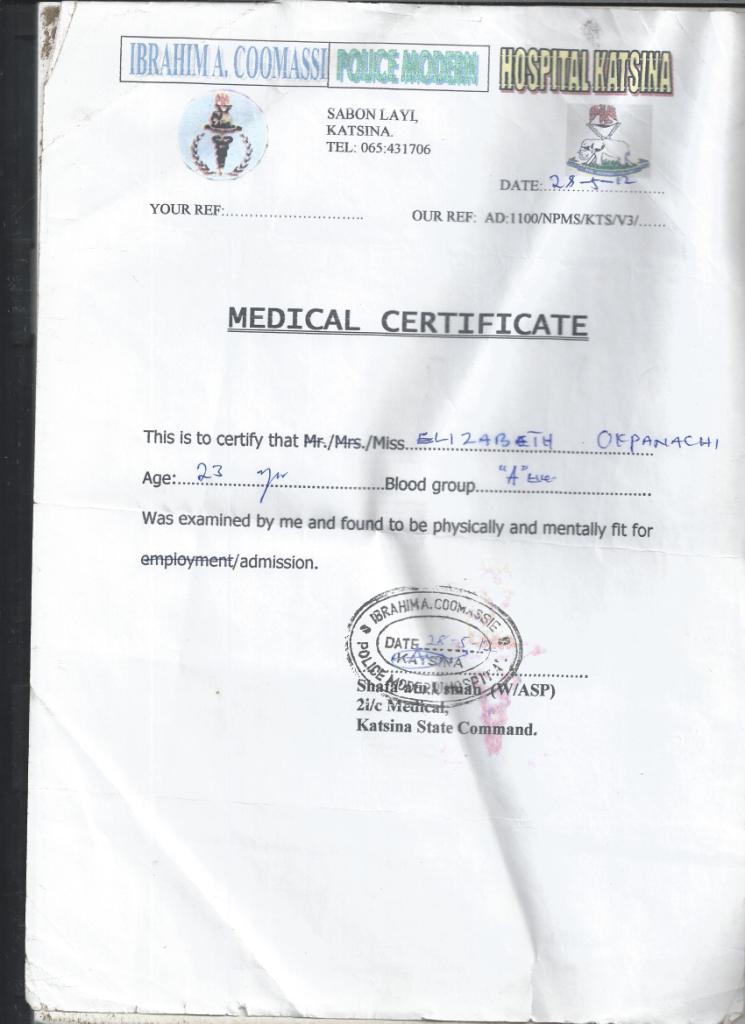 IBRAHIM A. COOMASSI POLICE MODERN HOSPITAL KATSINA
SABON LAYI,
KATSINA.
TEL: 065:431706
DATE:..28-5-12..........
YOUR REF:................................
OUR REF: AD:1100/NPMS/KTS/V3/......
MEDICAL CERTIFICATE
This is to certify that Mr./Mrs./Miss ELIZABETH OKPANACHI
Age: 23 yrs Blood group "A"
Was examined by me and found to be physically and mentally fit for
employment/admission.
IBRAHIM A. COOMASSIE
DATE 28-5-12
KATSINA
POLICE MODERN HOSPITAL
Usman (W/ASP)
2i/c Medical,
Katsina State Command.